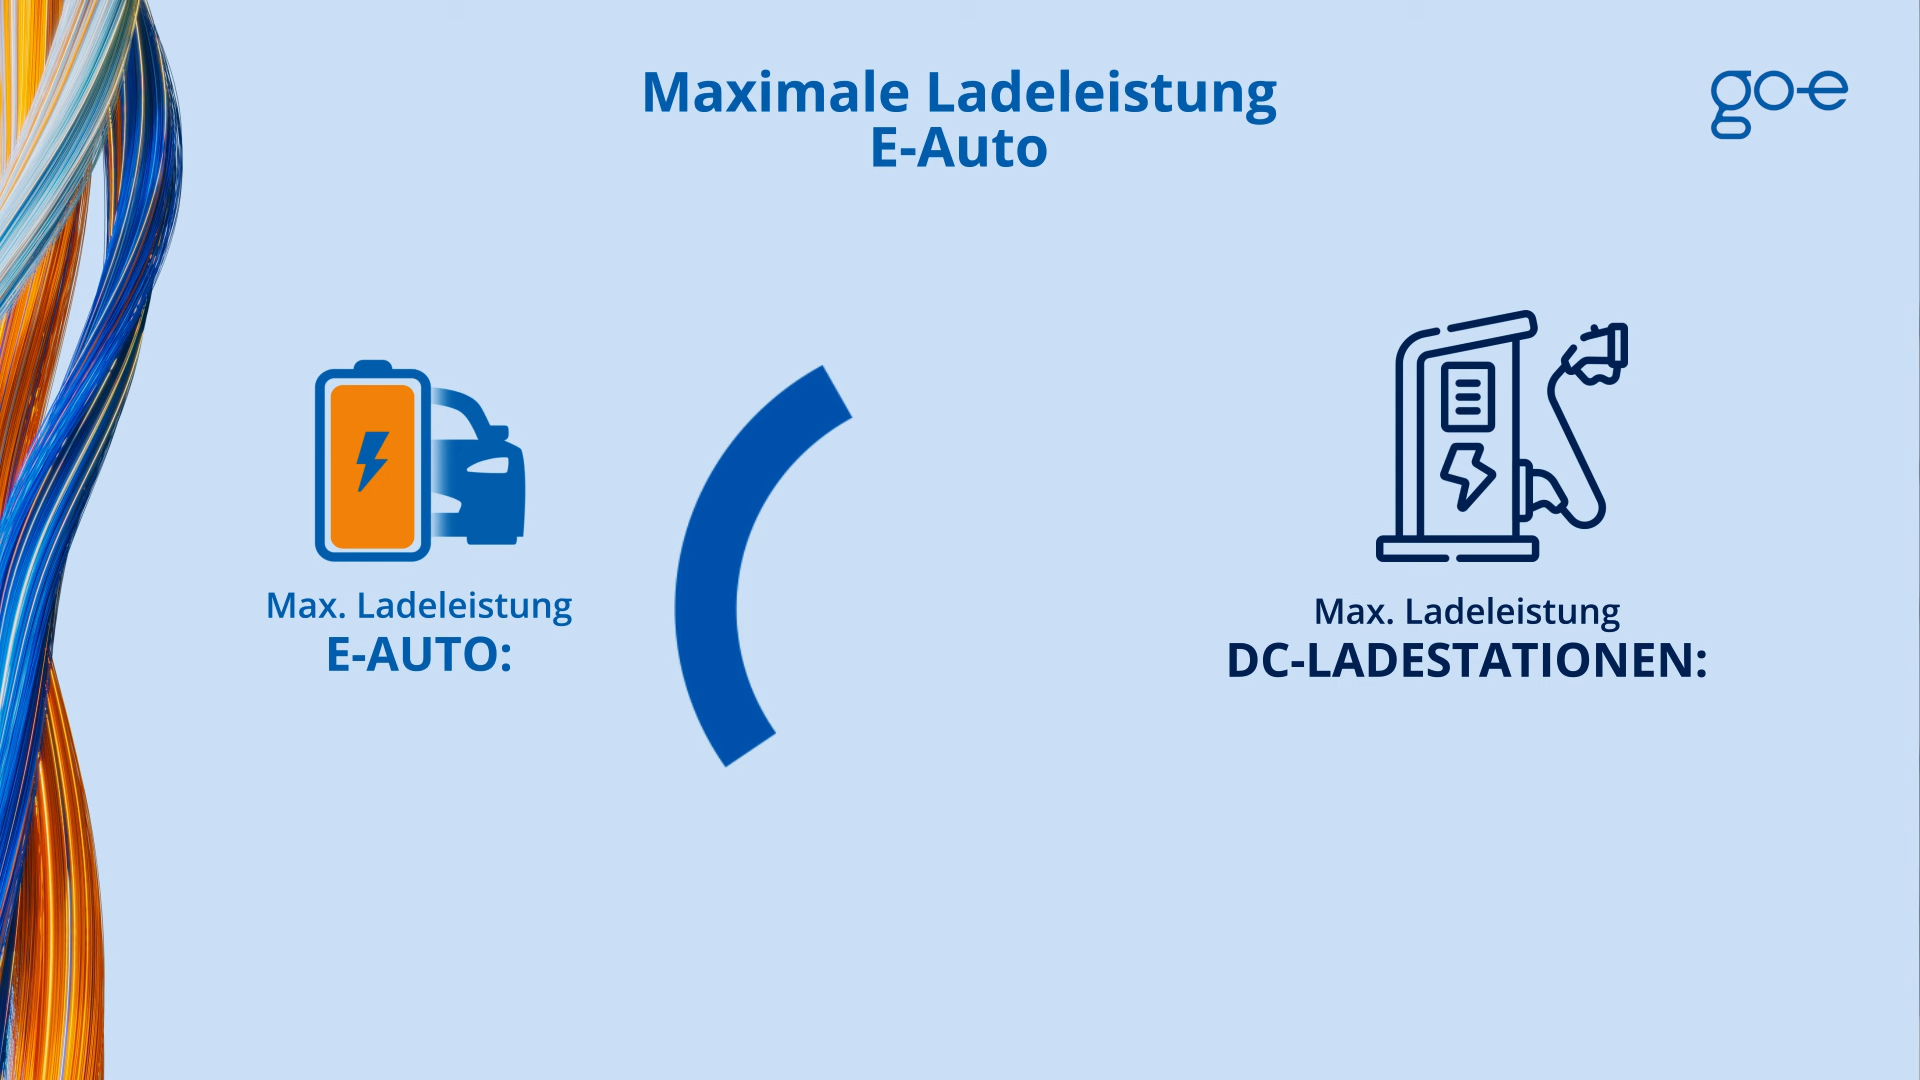 Maximale Ladeleistung
E-Auto
go-e
Max. Ladeleistung
E-AUTO:
Max. Ladeleistung
DC-LADESTATIONEN: